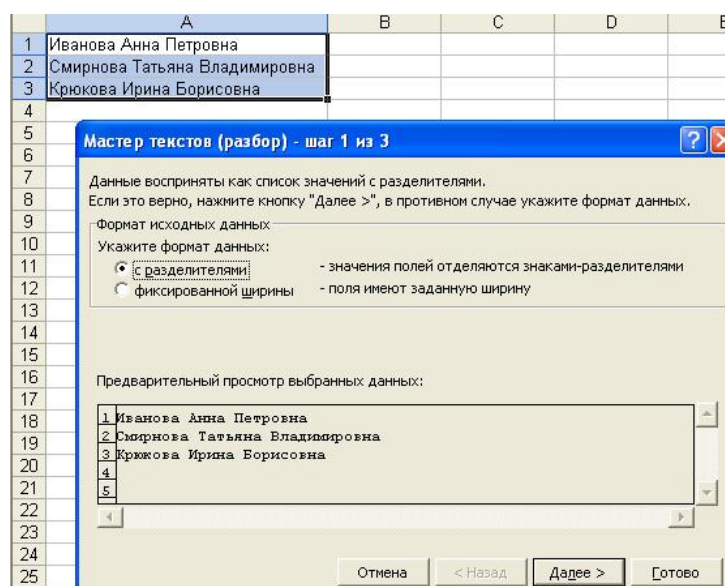 A B C D E
1 Иванова Анна Петровна
2 Смирнова Татьяна Владимировна
3 Крюкова Ирина Борисовна
4
5
6
7
8
9
10
11
12
13
14
15
16
17
18
19
20
21
22
23
24
25
Мастер текстов (разбор) - шаг 1 из 3
Данные восприняты как список значений с разделителями.
Если это верно, нажмите кнопку "Далее >", в противном случае укажите формат данных.
Формат исходных данных
Укажите формат данных:
с разделителями - значения полей отделяются знаками-разделителями
фиксированной ширины - поля имеют заданную ширину
Предварительный просмотр выбранных данных:
1 Иванова Анна Петровна
2 Смирнова Татьяна Владимировна
3 Крюкова Ирина Борисовна
4
5
Отмена < Назад Далее > Готово